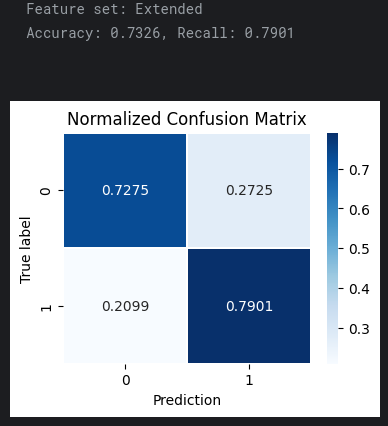 Feature set: Extended
Accuracy: 0.7326, Recall: 0.7901
Normalized Confusion Matrix
0.7275 0.2725
0.2099 0.7901
True label
0
1
0 1
Prediction
0.7
0.6
0.5
0.4
0.3